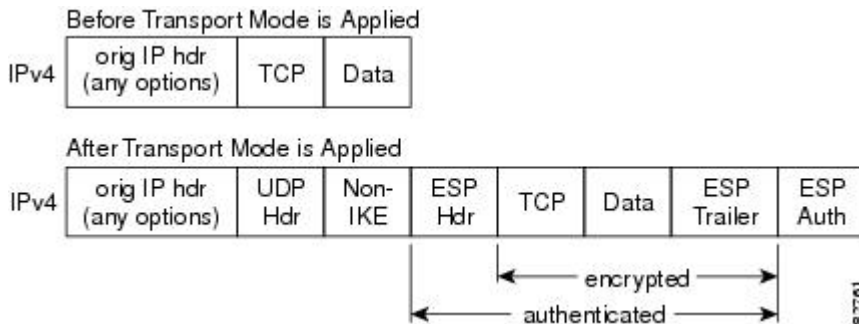 Before Transport Mode is Applied
IPv4 orig IP hdr (any options) TCP Data
After Transport Mode is Applied
IPv4 orig IP hdr (any options) UDP Hdr Non-IKE ESP Hdr TCP Data ESP Trailer ESP Auth
encrypted
authenticated